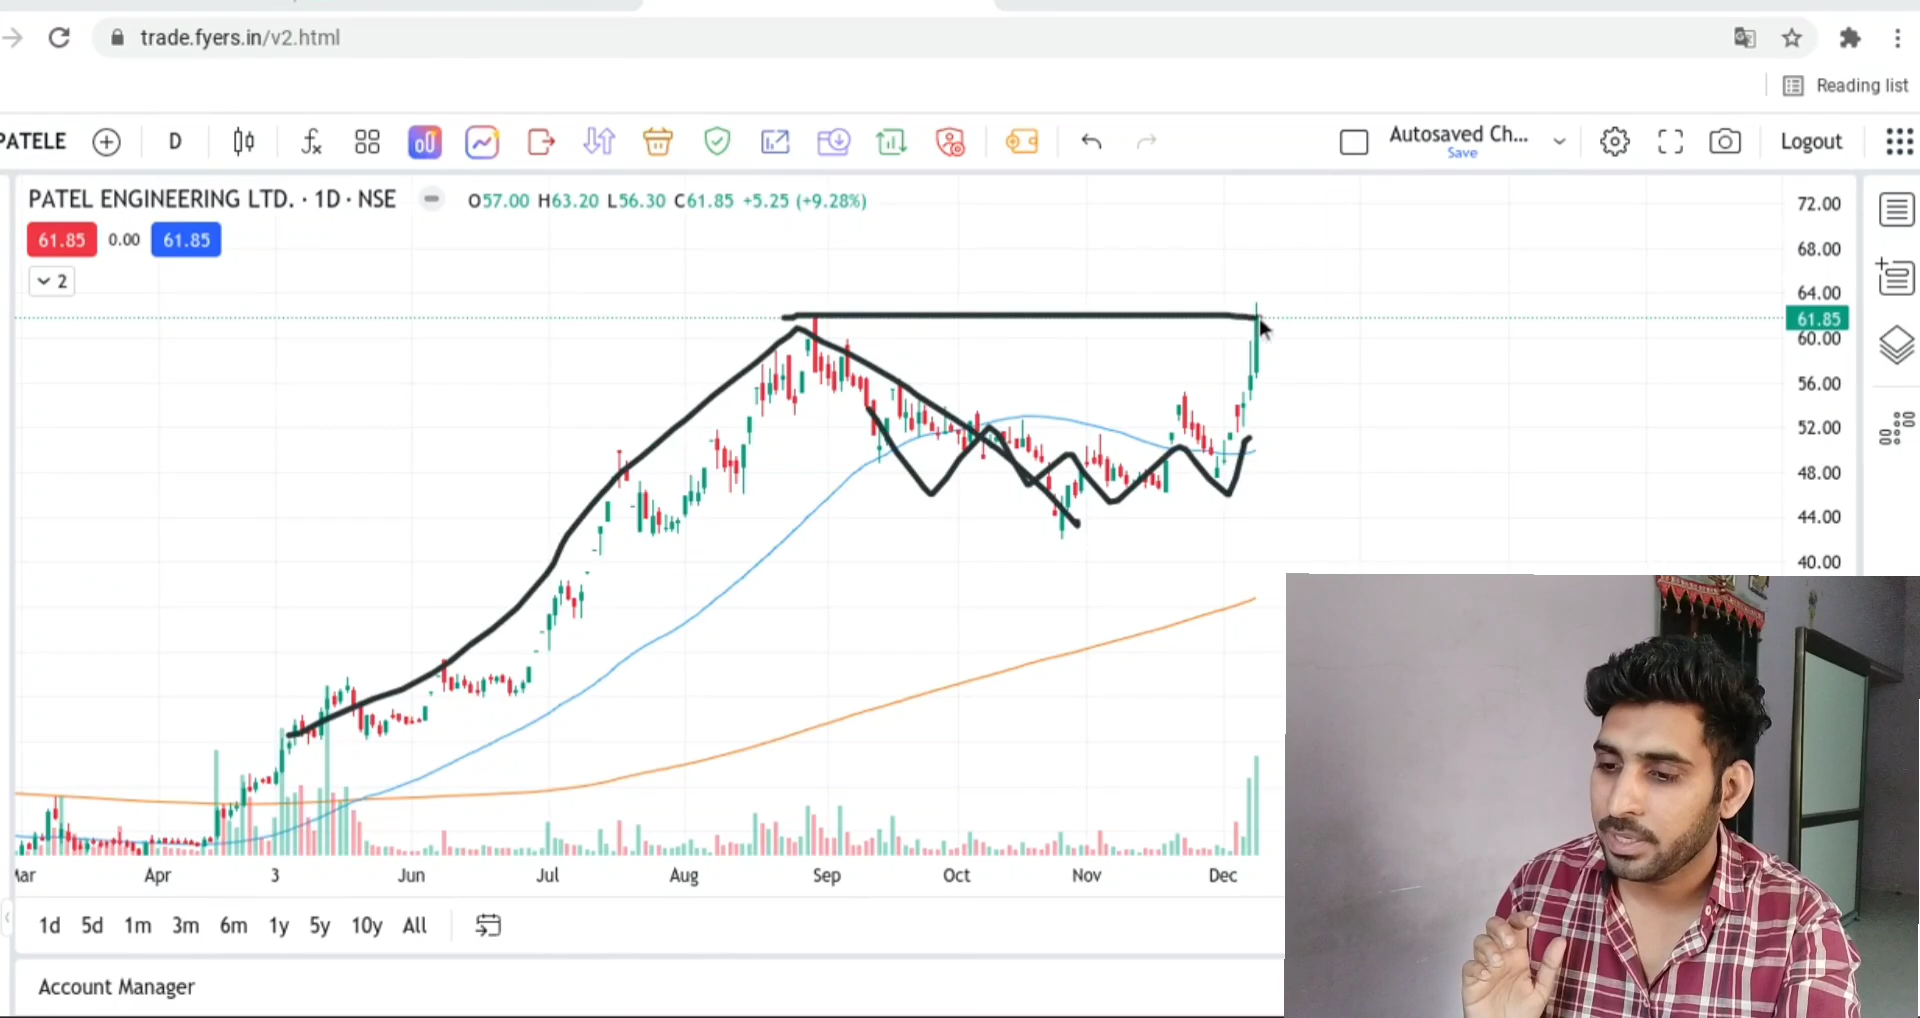 trade.fyers.in/v2.html
Reading list
PATELE D Autosaved Ch... Logout
Save
PATEL ENGINEERING LTD. · 1D · NSE O57.00 H63.20 L56.30 C61.85 +5.25 (+9.28%)
61.85 0.00 61.85
2
72.00
68.00
64.00
61.85
60.00
56.00
52.00
48.00
44.00
40.00
Mar Apr 3 Jun Jul Aug Sep Oct Nov Dec
1d 5d 1m 3m 6m 1y 5y 10y All
Account Manager